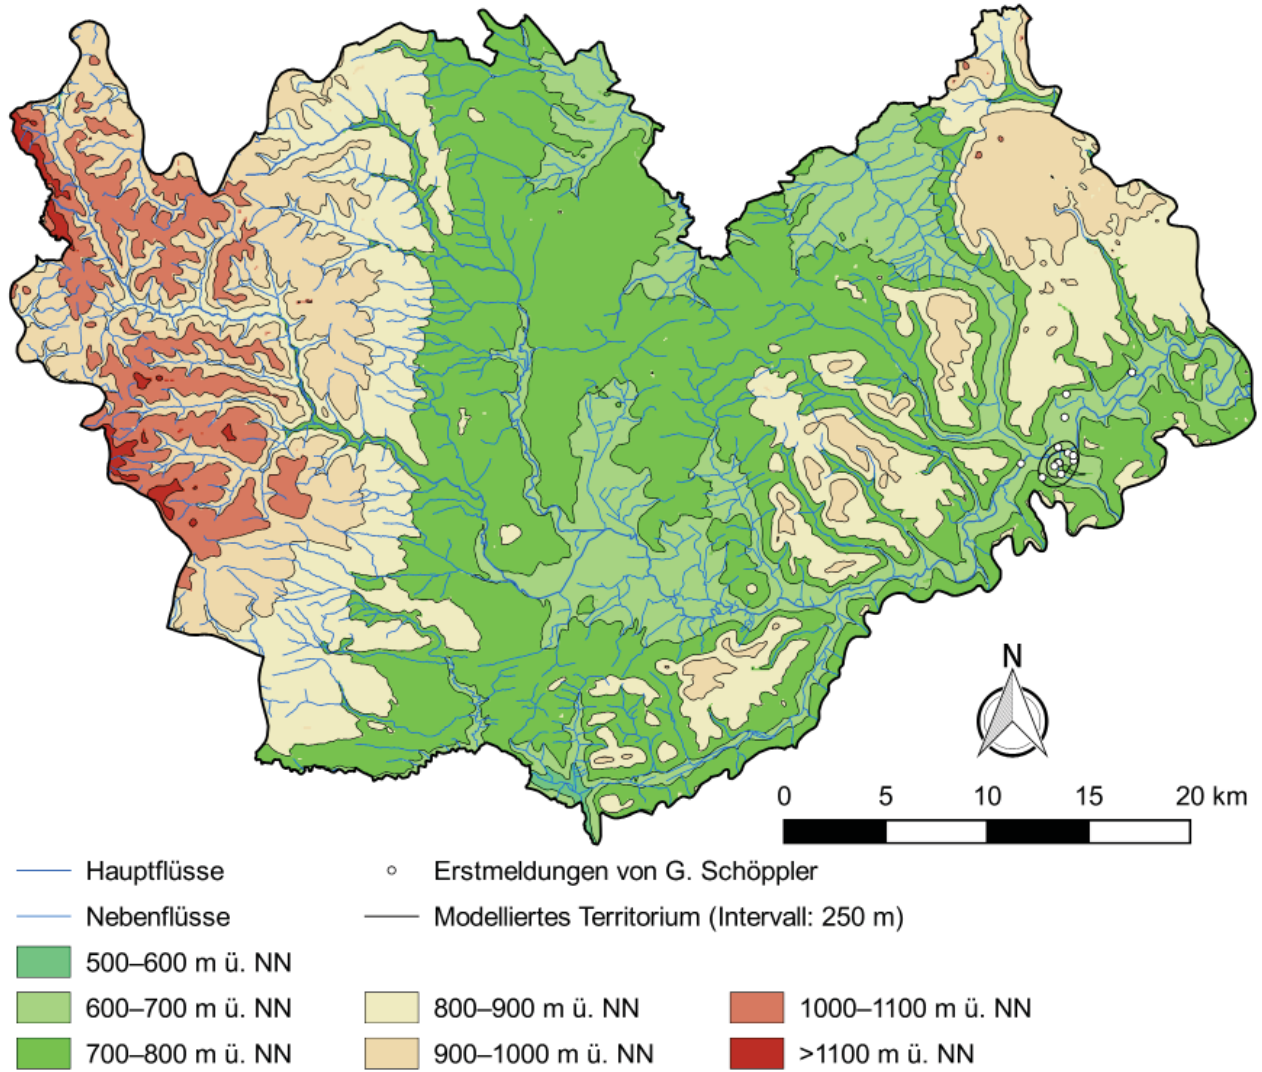 N
0 5 10 15 20 km
Hauptflüsse
Erstmeldungen von G. Schöppler
Nebenflüsse
Modelliertes Territorium (Intervall: 250 m)
500–600 m ü. NN
600–700 m ü. NN
800–900 m ü. NN
1000–1100 m ü. NN
700–800 m ü. NN
900–1000 m ü. NN
>1100 m ü. NN